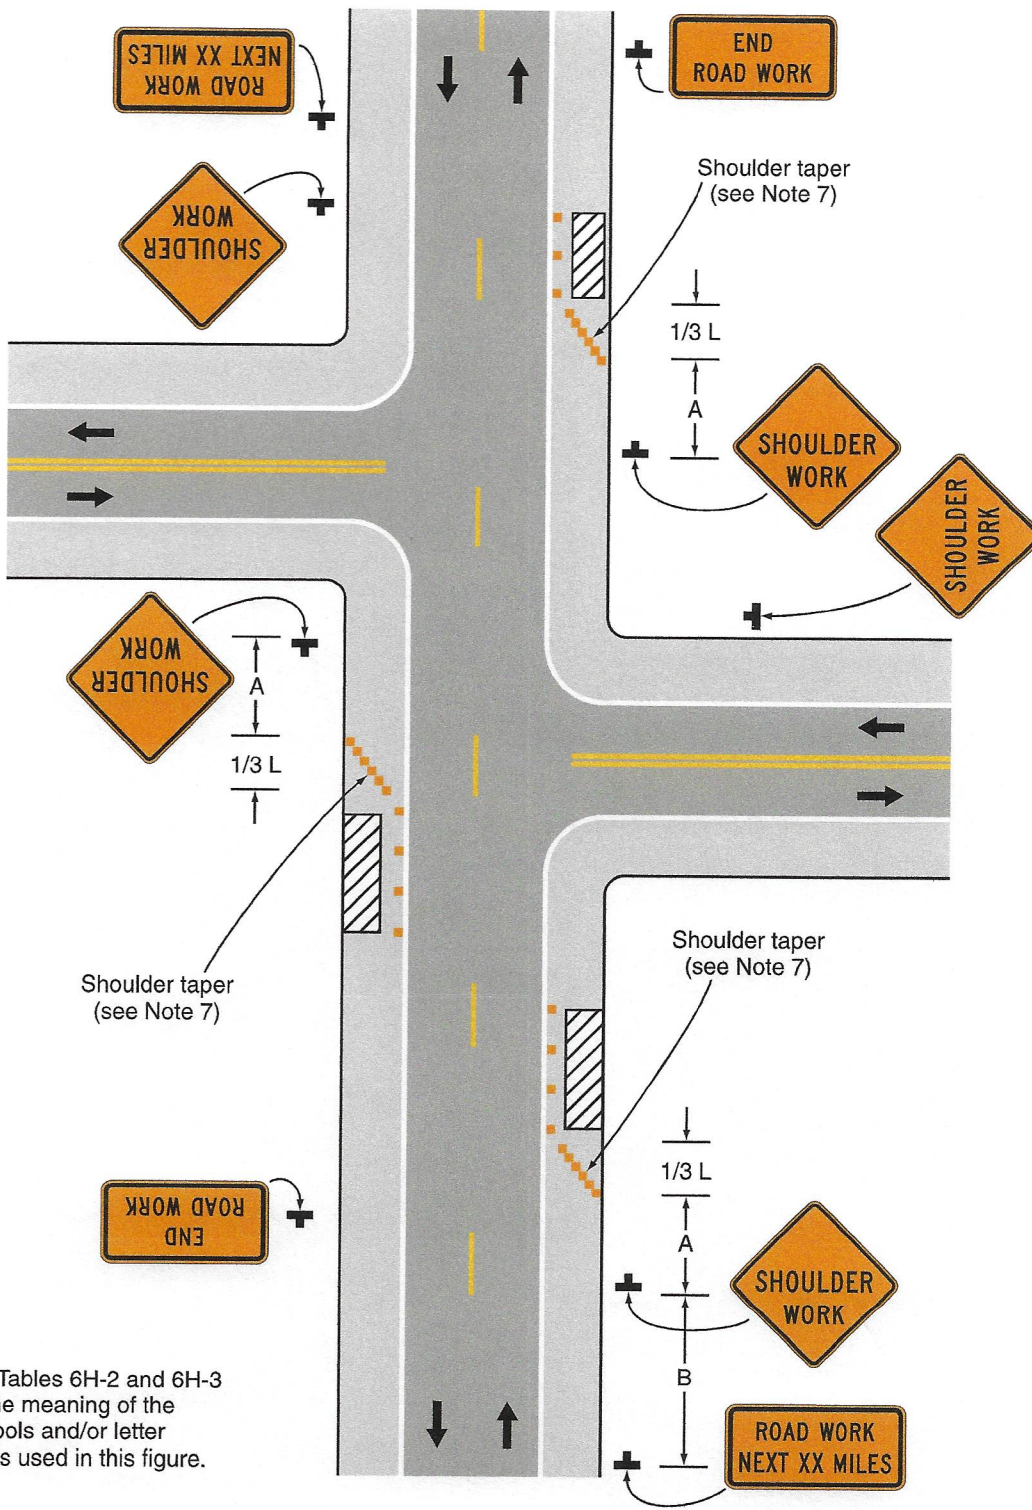 ROAD WORK
NEXT XX MILES
END
ROAD WORK
SHOULDER
WORK
Shoulder taper
(see Note 7)
1/3 L
A
SHOULDER
WORK
SHOULDER
WORK
SHOULDER
WORK
A
1/3 L
Shoulder taper
(see Note 7)
Shoulder taper
(see Note 7)
1/3 L
A
END
ROAD WORK
SHOULDER
WORK
B
ROAD WORK
NEXT XX MILES
Tables 6H-2 and 6H-3
e meaning of the
ools and/or letter
s used in this figure.